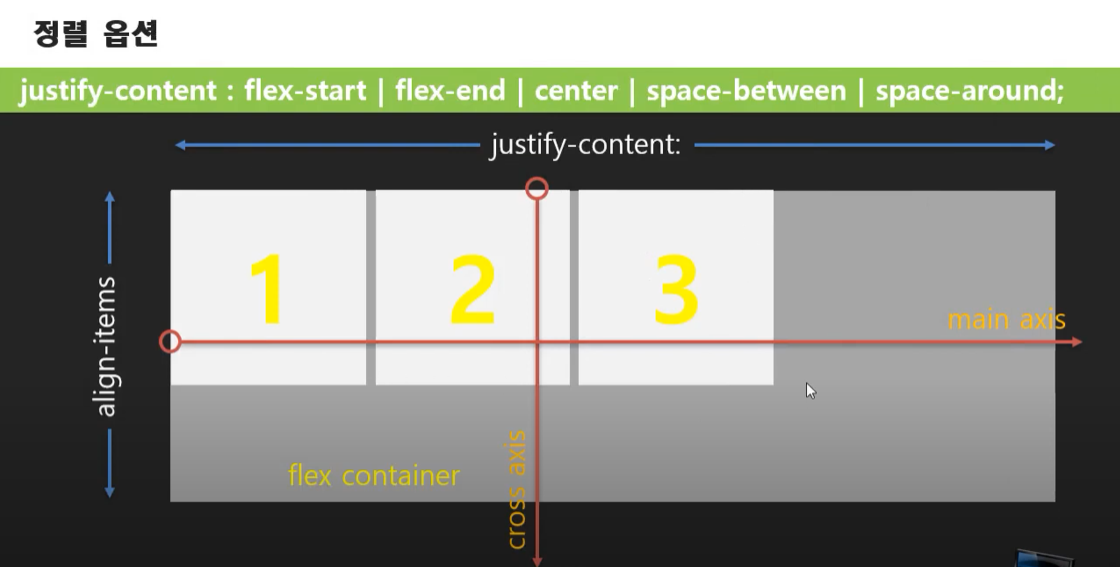 정렬 옵션
justify-content : flex-start | flex-end | center | space-between | space-around;
justify-content:
align-items
1 2 3
main axis
flex container
cross axis